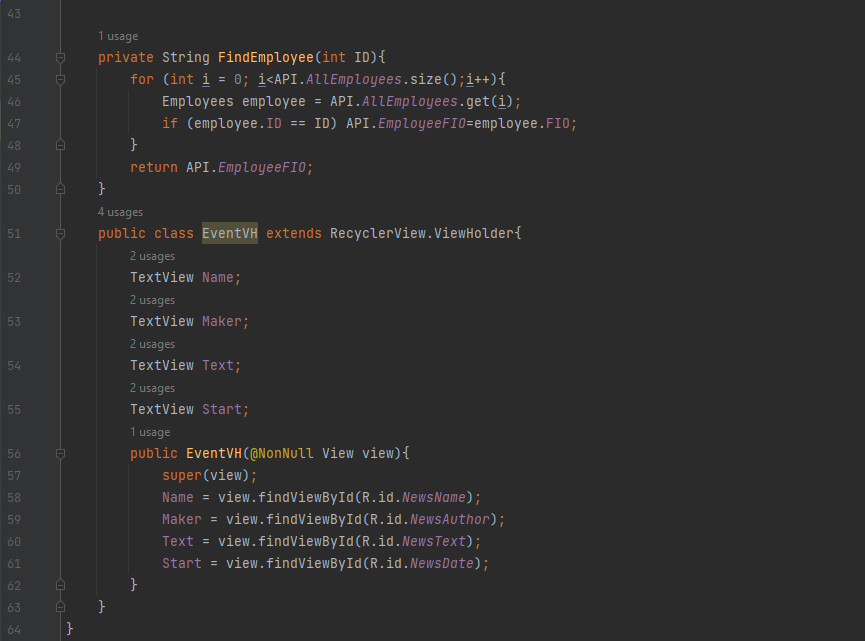 43
1 usage
44 private String FindEmployee(int ID){
45 for (int i = 0; i<API.AllEmployees.size();i++){
46 Employees employee = API.AllEmployees.get(i);
47 if (employee.ID == ID) API.EmployeeFIO=employee.FIO;
48 }
49 return API.EmployeeFIO;
50 }
4 usages
51 public class EventVH extends RecyclerView.ViewHolder{
2 usages
52 TextView Name;
2 usages
53 TextView Maker;
2 usages
54 TextView Text;
2 usages
55 TextView Start;
1 usage
56 public EventVH(@NonNull View view){
57 super(view);
58 Name = view.findViewById(R.id.NewsName);
59 Maker = view.findViewById(R.id.NewsAuthor);
60 Text = view.findViewById(R.id.NewsText);
61 Start = view.findViewById(R.id.NewsDate);
62 }
63 }
64 }